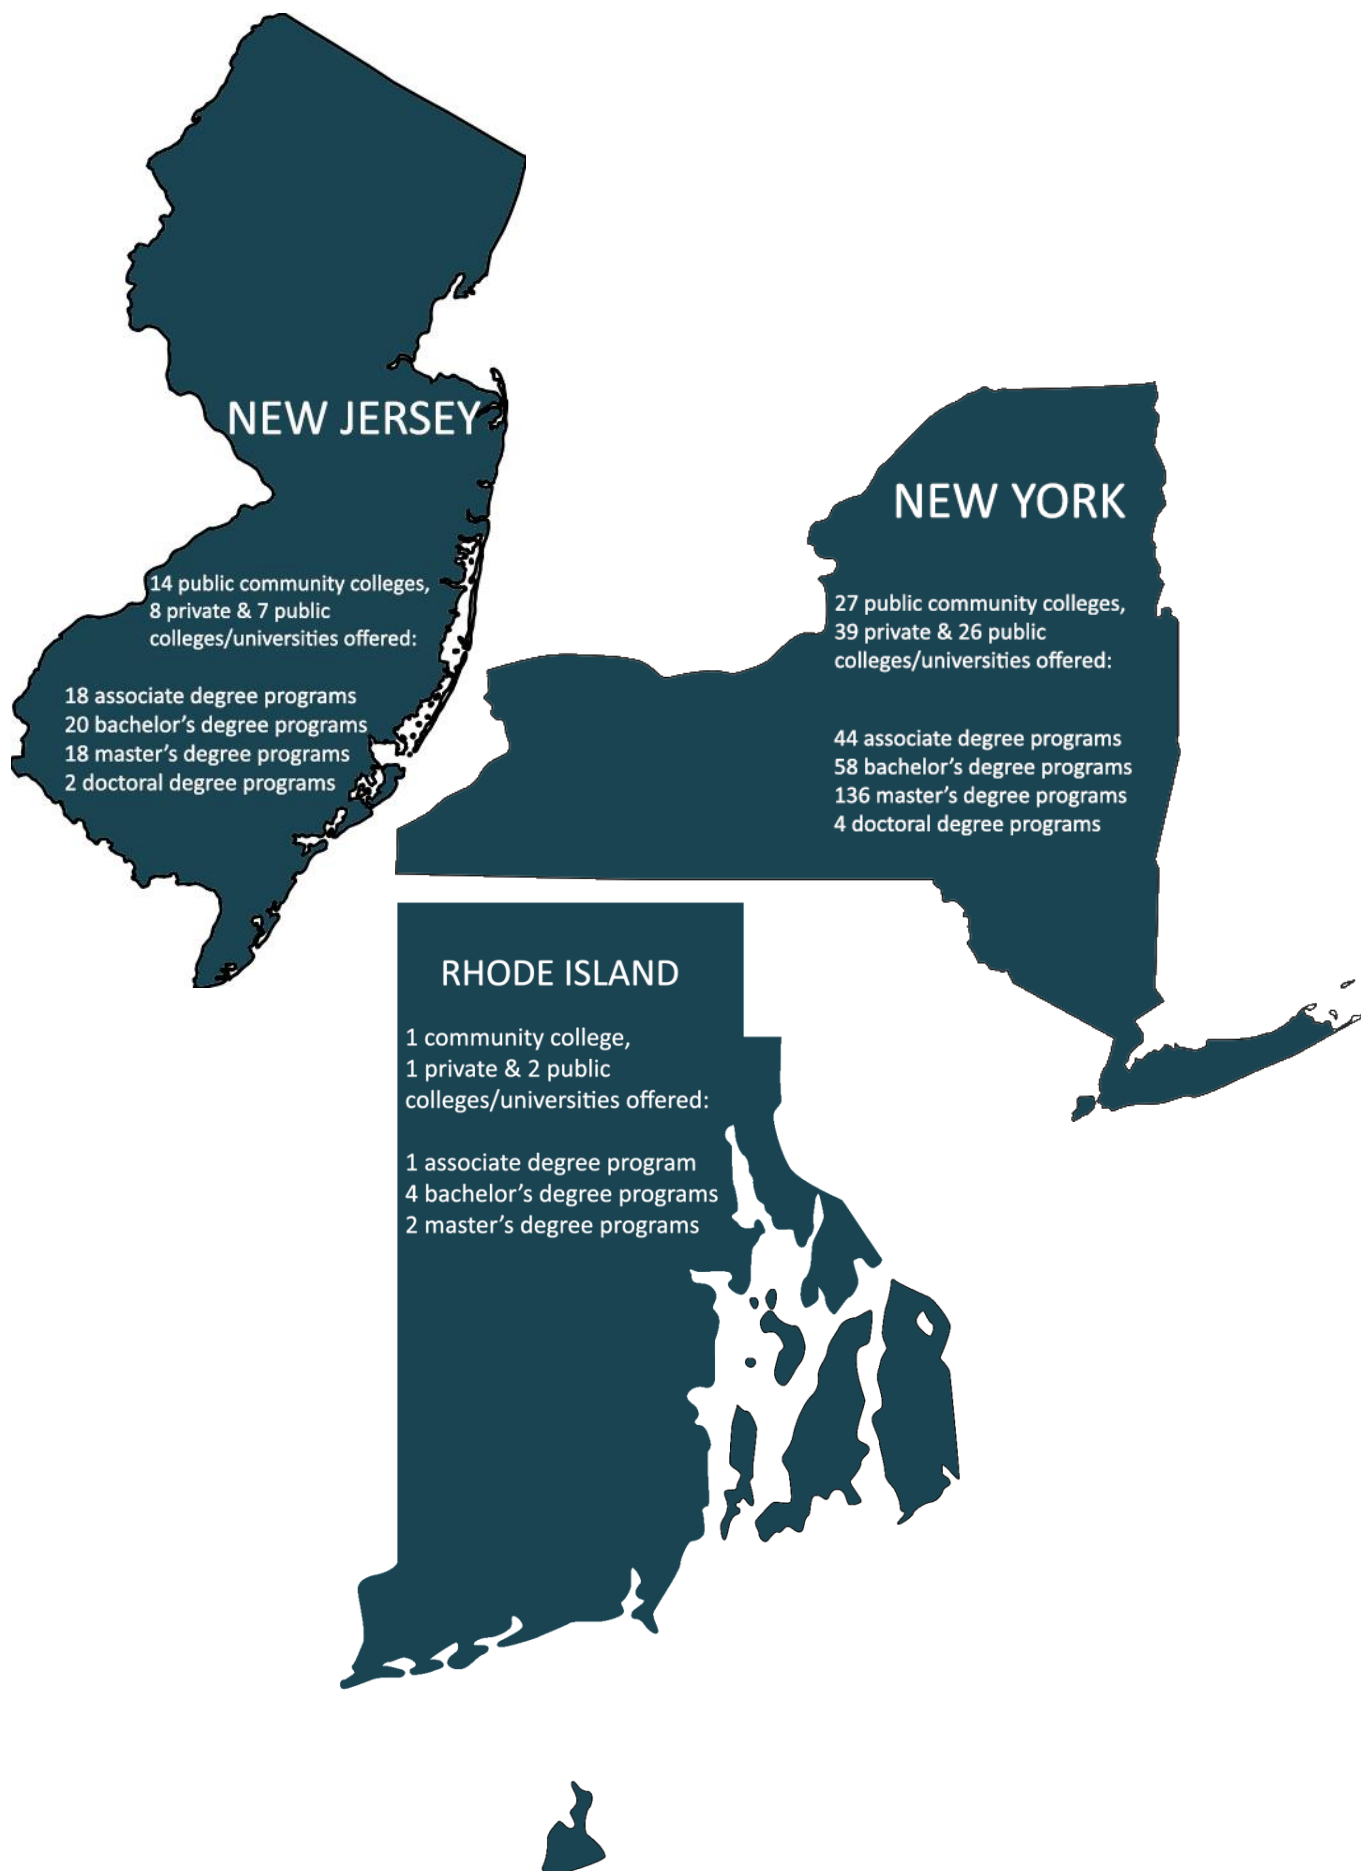 NEW JERSEY
14 public community colleges,
8 private & 7 public
colleges/universities offered:
18 associate degree programs
20 bachelor’s degree programs
18 master’s degree programs
2 doctoral degree programs
NEW YORK
27 public community colleges,
39 private & 26 public
colleges/universities offered:
44 associate degree programs
58 bachelor’s degree programs
136 master’s degree programs
4 doctoral degree programs
RHODE ISLAND
1 community college,
1 private & 2 public
colleges/universities offered:
1 associate degree program
4 bachelor’s degree programs
2 master’s degree programs